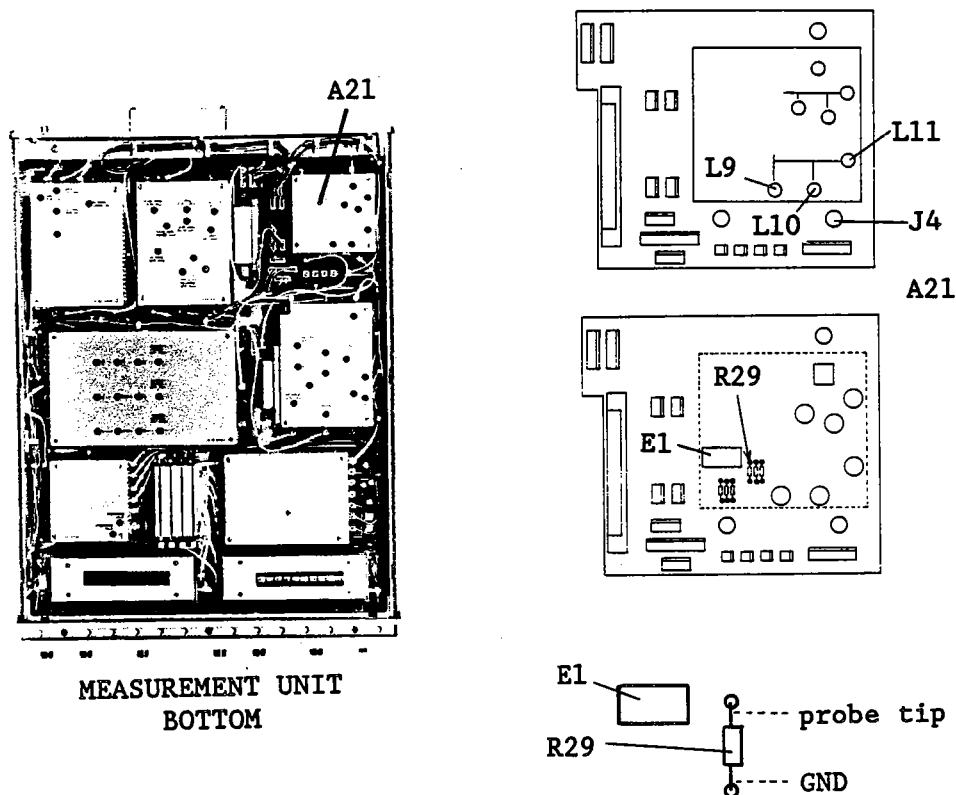 A21
L11
L9
L10
J4
A21
R29
E1
MEASUREMENT UNIT
BOTTOM
E1
probe tip
R29
GND